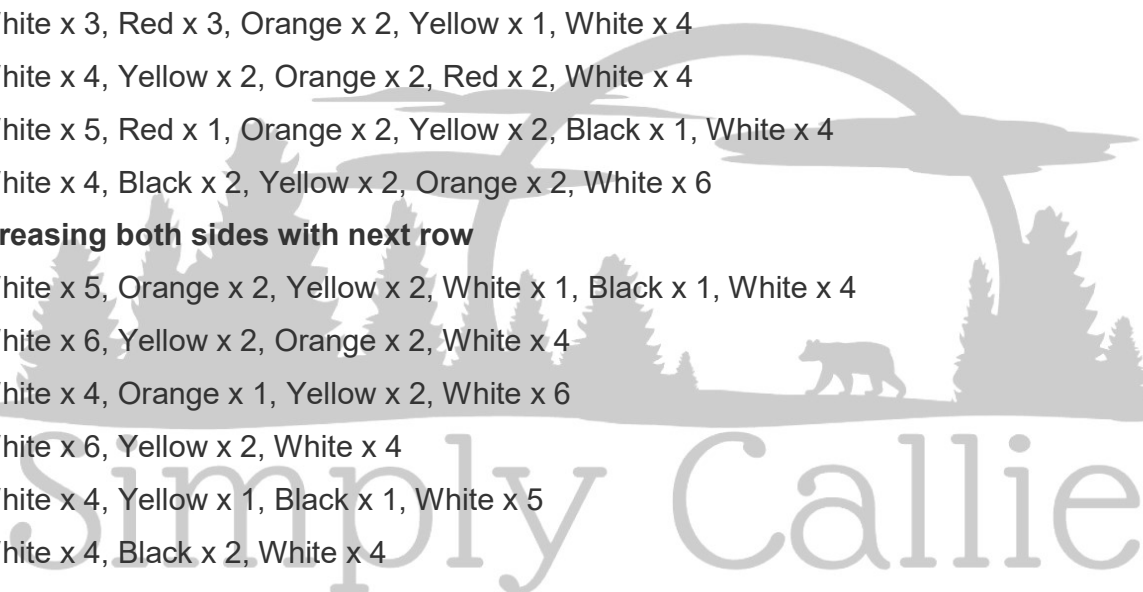 hite x 3, Red x 3, Orange x 2, Yellow x 1, White x 4
hite x 4, Yellow x 2, Orange x 2, Red x 2, White x 4
hite x 5, Red x 1, Orange x 2, Yellow x 2, Black x 1, White x 4
hite x 4, Black x 2, Yellow x 2, Orange x 2, White x 6
reasing both sides with next row
hite x 5, Orange x 2, Yellow x 2, White x 1, Black x 1, White x 4
hite x 6, Yellow x 2, Orange x 2, White x 4
hite x 4, Orange x 1, Yellow x 2, White x 6
hite x 6, Yellow x 2, White x 4
hite x 4, Yellow x 1, Black x 1, White x 5
hite x 4, Black x 2, White x 4
Simply Callie